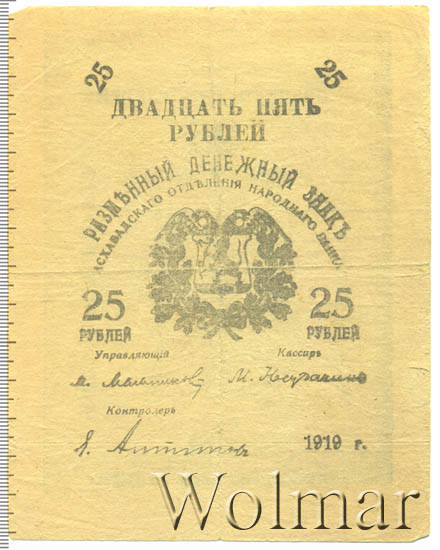 25 25
ДВАДЦАТЬ ПЯТЬ
РУБЛЕЙ
РАЗМѢННЫЙ ДЕНЕЖНЫЙ ЗНАКЪ
АСХАБАДСКАГО ОТДѢЛЕНІЯ НАРОДНАГО БАНКА
25 25
РУБЛЕЙ РУБЛЕЙ
Управляющій Кассиръ
Контролеръ
1919 г.
Wolmar